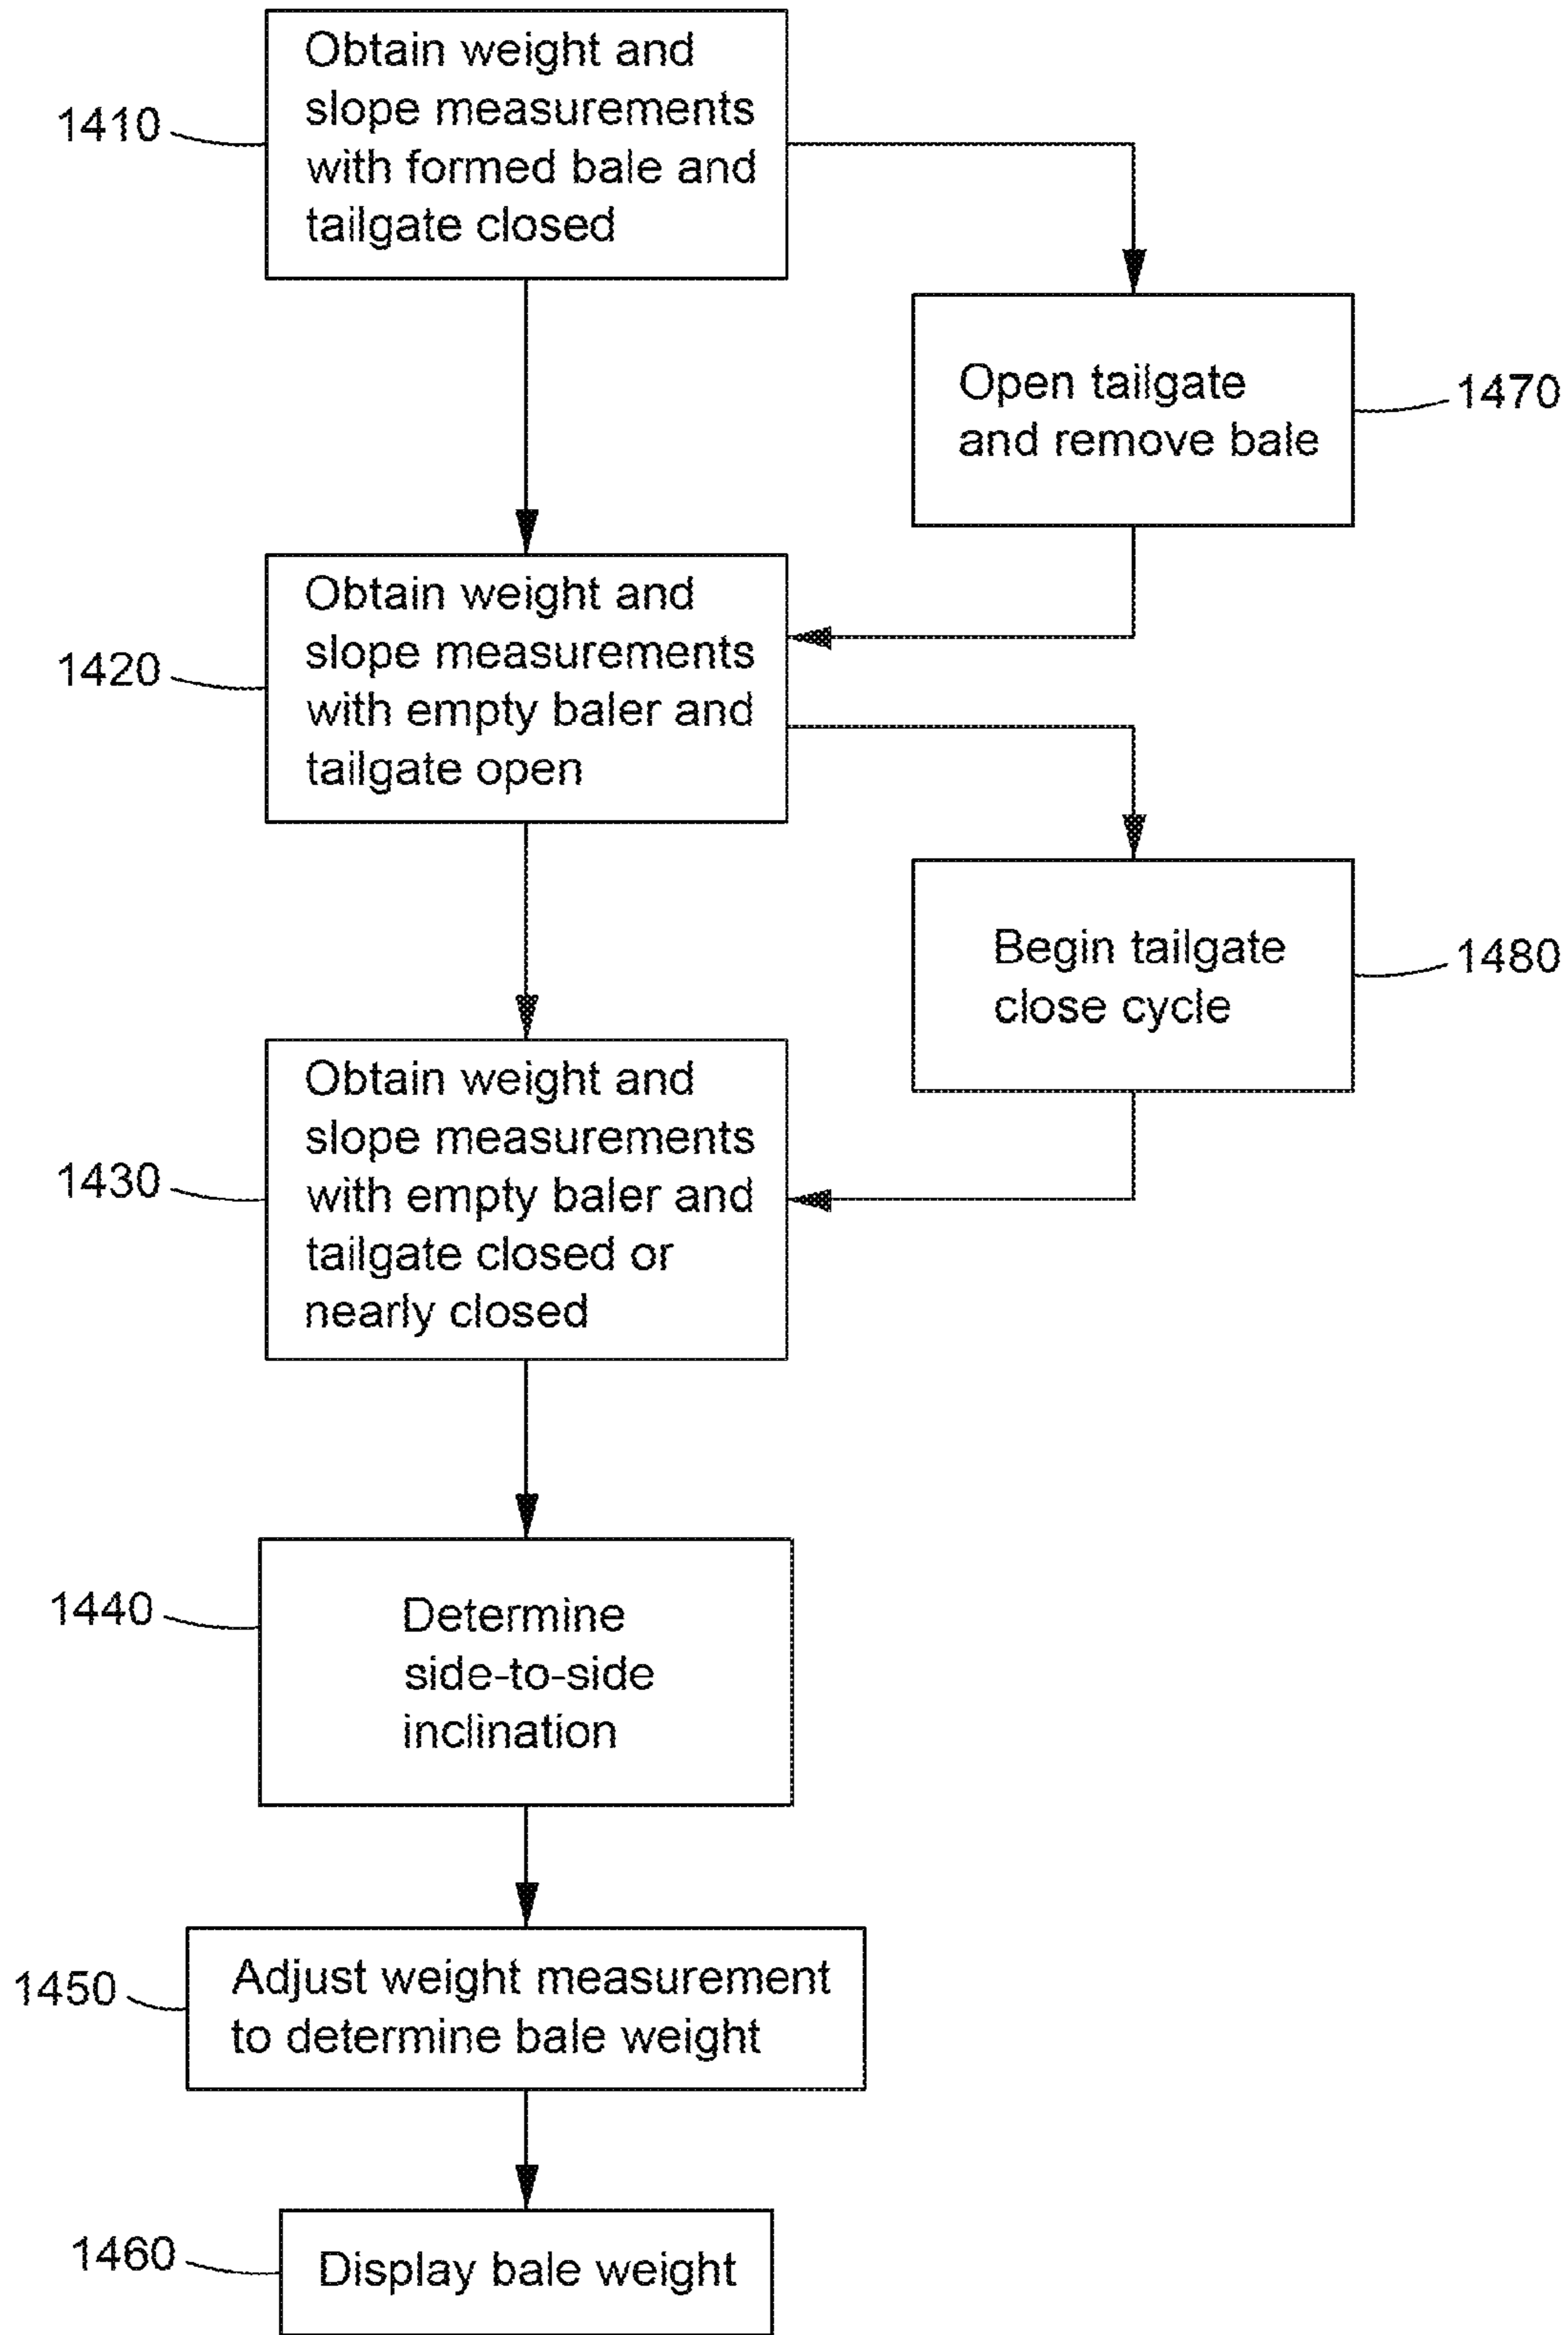 Obtain weight and
slope measurements
with formed bale and
tailgate closed
1410
Open tailgate
and remove bale
1470
Obtain weight and
slope measurements
with empty baler and
tailgate open
1420
Begin tailgate
close cycle
1480
Obtain weight and
slope measurements
with empty baler and
tailgate closed or
nearly closed
1430
Determine
side-to-side
inclination
1440
Adjust weight measurement
to determine bale weight
1450
Display bale weight
1460